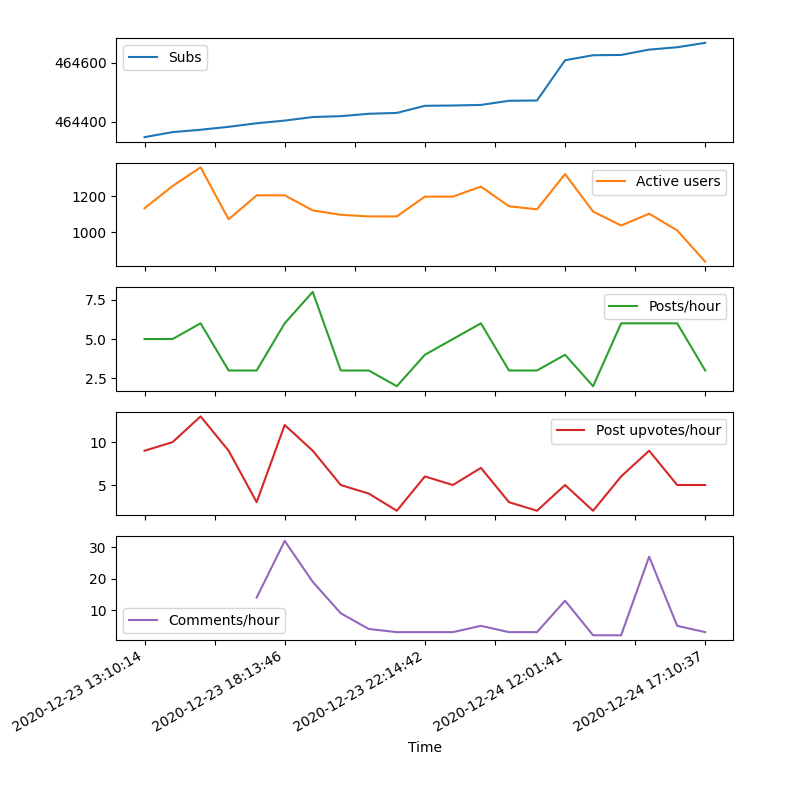 Subs
464600
464400
Active users
1200
1000
Posts/hour
7.5
5.0
2.5
Post upvotes/hour
10
5
Comments/hour
30
20
10
2020-12-23 13:10:14
2020-12-23 18:13:46
2020-12-23 22:14:42
2020-12-24 12:01:41
2020-12-24 17:10:37
Time